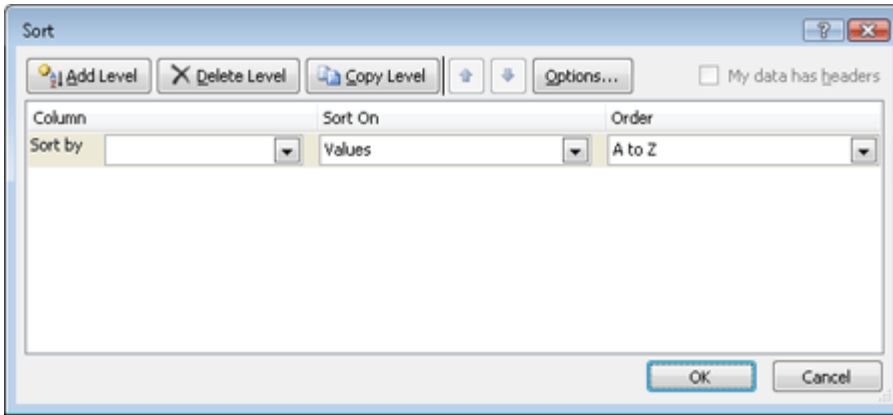 Sort
Add Level Delete Level Copy Level Options... My data has headers
Column Sort On Order
Sort by Values A to Z
OK Cancel